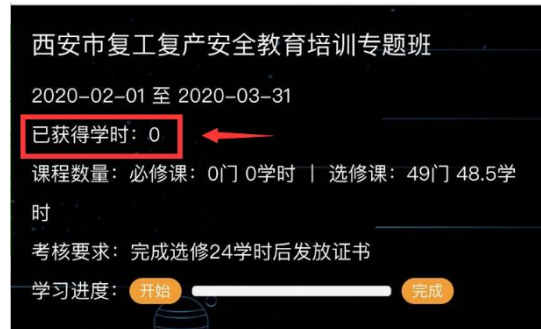 西安市复工复产安全教育培训专题班
2020-02-01 至 2020-03-31
已获得学时：0
课程数量：必修课：0门 0学时 | 选修课：49门 48.5学
时
考核要求：完成选修24学时后发放证书
学习进度：开始 完成